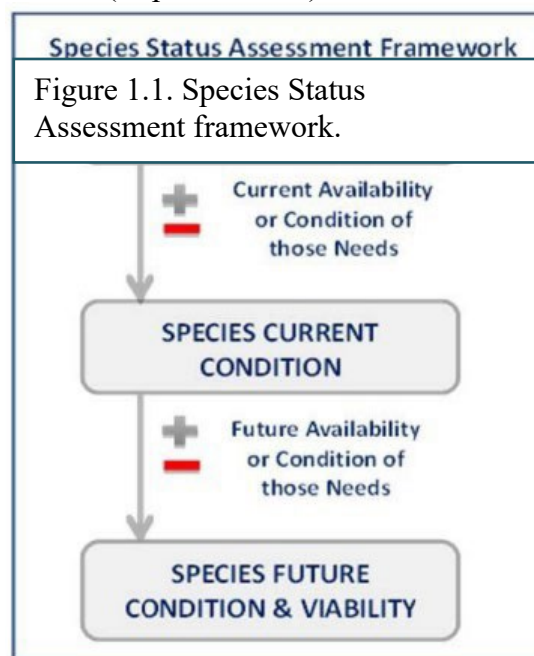 Species Status Assessment Framework
Figure 1.1. Species Status
Assessment framework.
Current Availability
or Condition of
those Needs
SPECIES CURRENT
CONDITION
Future Availability
or Condition of
those Needs
SPECIES FUTURE
CONDITION & VIABILITY